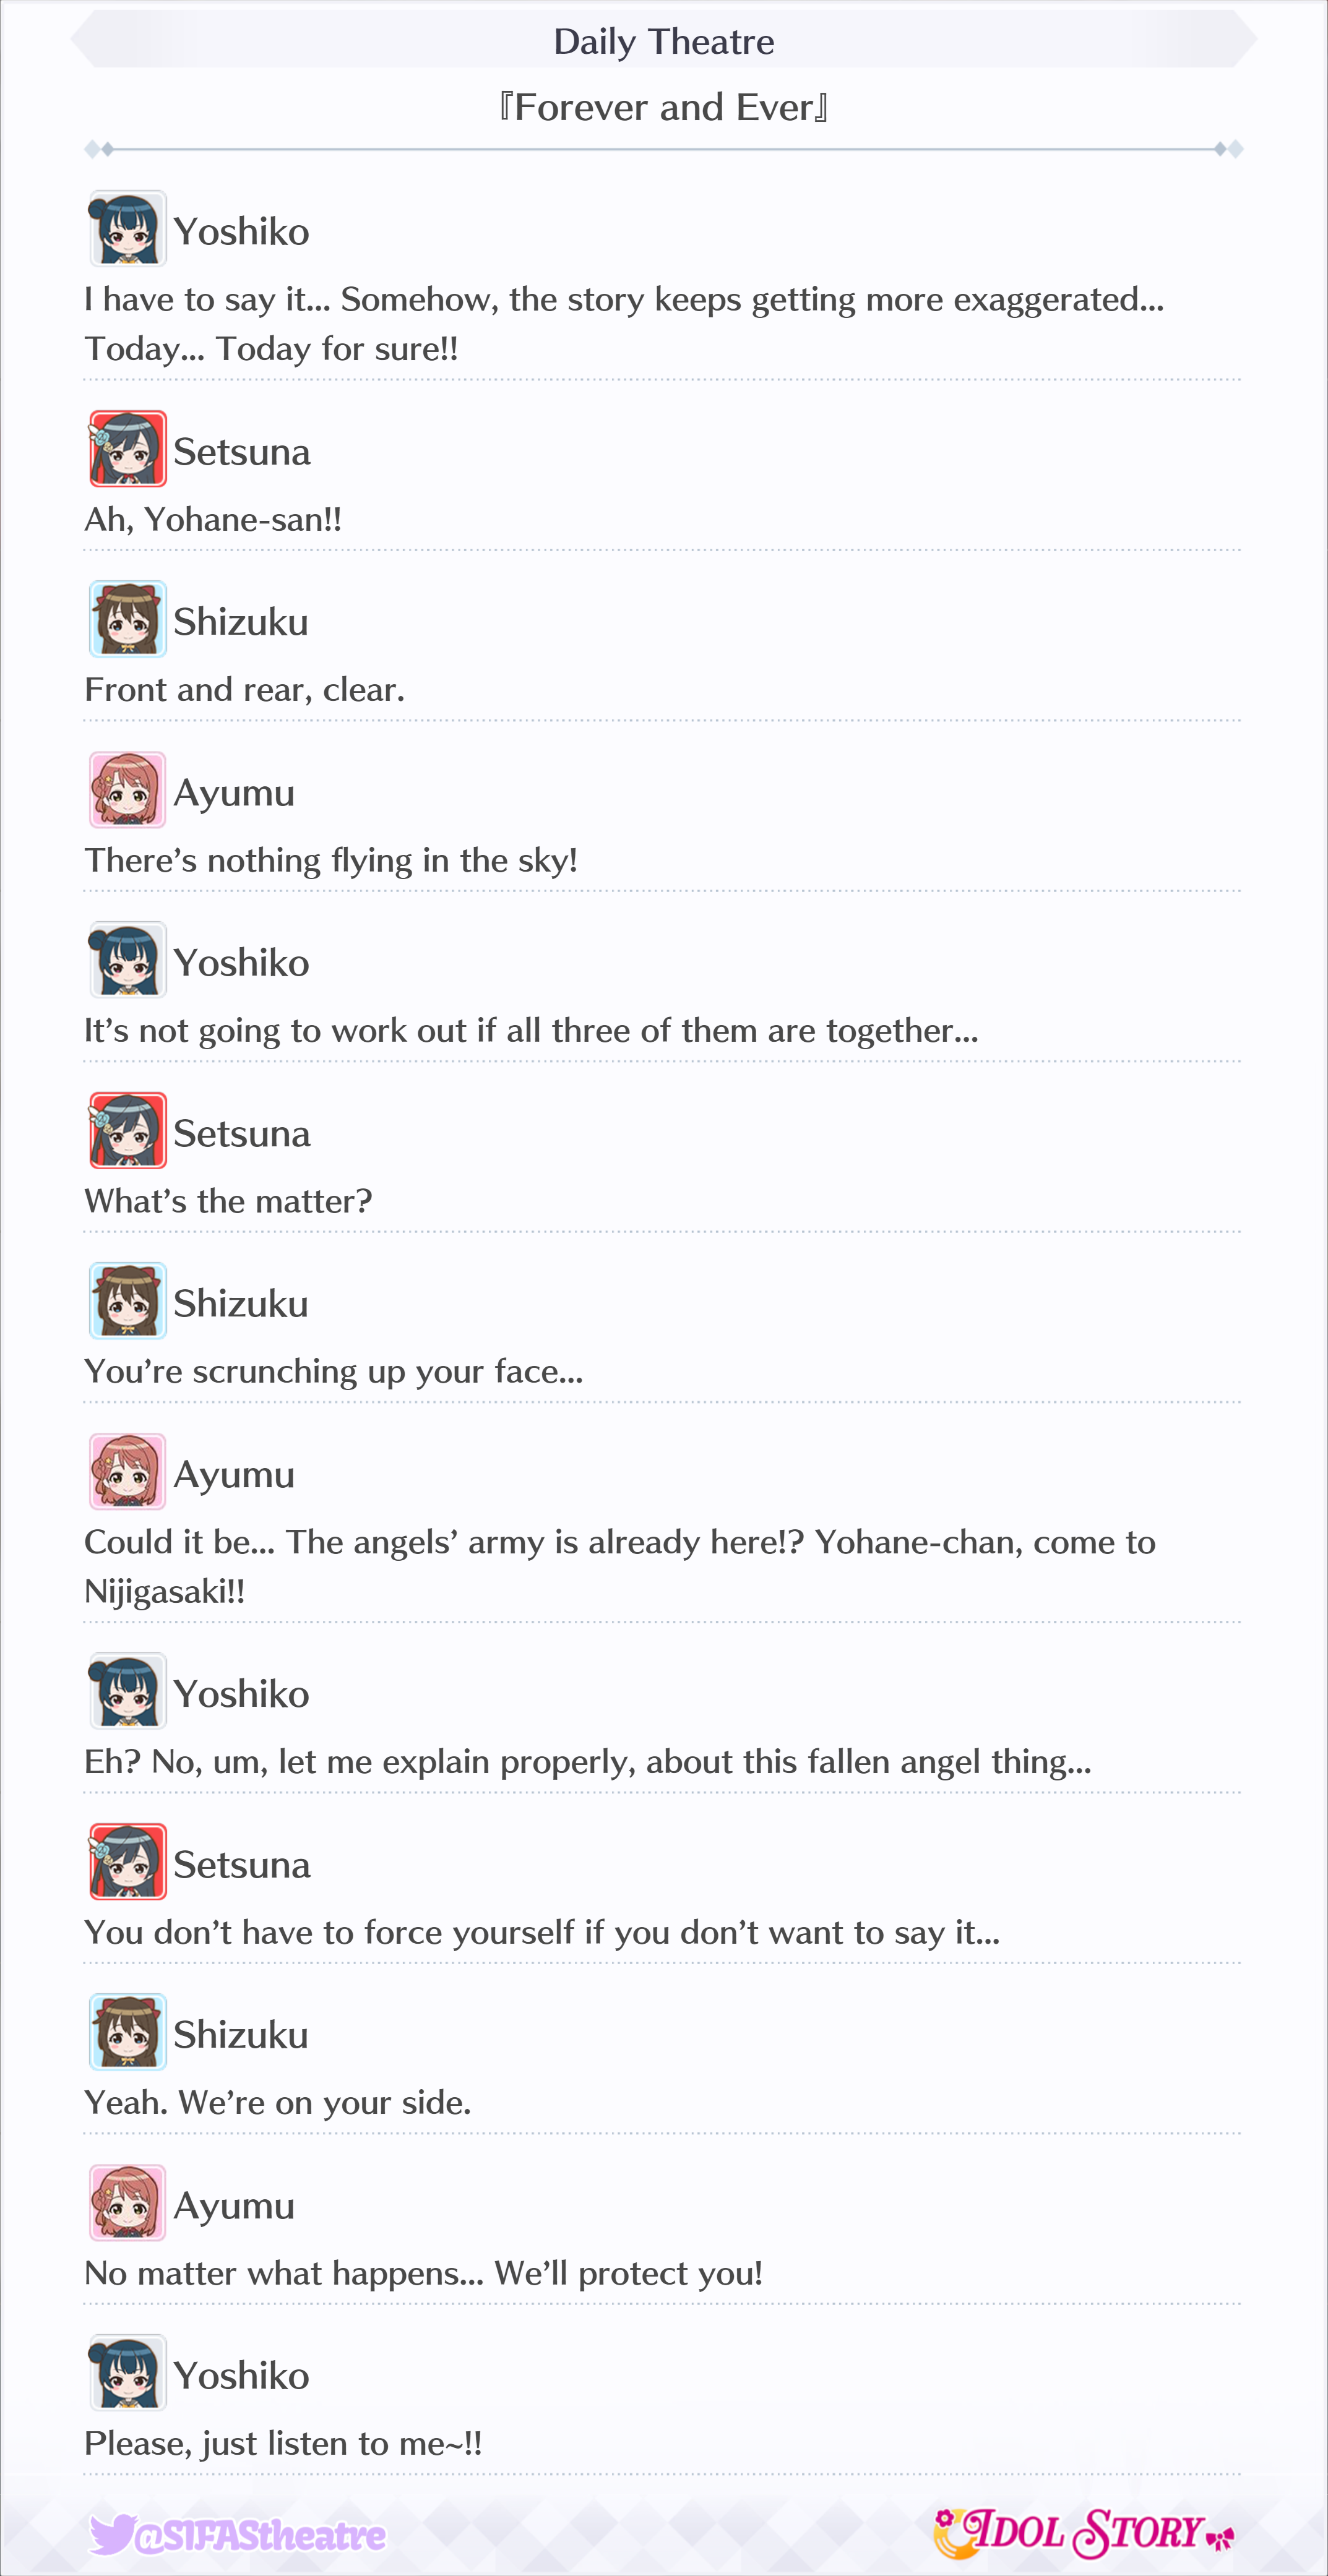 Daily Theatre
『Forever and Ever』
Yoshiko
I have to say it... Somehow, the story keeps getting more exaggerated...
Today... Today for sure!!
Setsuna
Ah, Yohane-san!!
Shizuku
Front and rear, clear.
Ayumu
There’s nothing flying in the sky!
Yoshiko
It’s not going to work out if all three of them are together...
Setsuna
What’s the matter?
Shizuku
You’re scrunching up your face...
Ayumu
Could it be... The angels’ army is already here!? Yohane-chan, come to
Nijigasaki!!
Yoshiko
Eh? No, um, let me explain properly, about this fallen angel thing...
Setsuna
You don’t have to force yourself if you don’t want to say it...
Shizuku
Yeah. We’re on your side.
Ayumu
No matter what happens... We’ll protect you!
Yoshiko
Please, just listen to me~!!
@SIFAStheatre
IDOL STORY